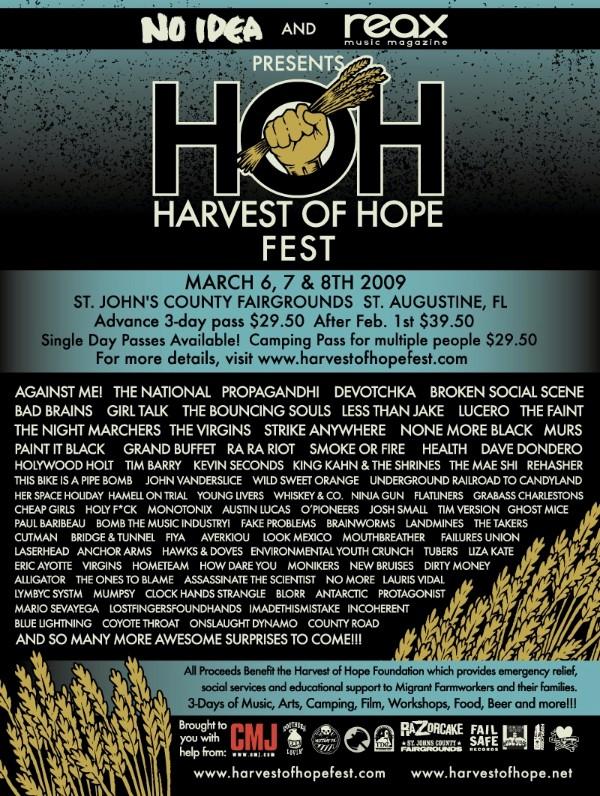 NO IDEA AND reax
music magazine
PRESENTS
HOH
HARVEST OF HOPE
FEST
MARCH 6, 7 & 8TH 2009
ST. JOHN'S COUNTY FAIRGROUNDS ST. AUGUSTINE, FL
Advance 3-day pass $29.50 After Feb. 1st $39.50
Single Day Passes Available! Camping Pass for multiple people $29.50
For more details, visit www.harvestofhopefest.com
AGAINST ME! THE NATIONAL PROPAGANDHI DEVOTCHKA BROKEN SOCIAL SCENE
BAD BRAINS GIRL TALK THE BOUNCING SOULS LESS THAN JAKE LUCERO THE FAINT
THE NIGHT MARCHERS THE VIRGINS STRIKE ANYWHERE NONE MORE BLACK MURS
PAINT IT BLACK GRAND BUFFET RA RA RIOT SMOKE OR FIRE HEALTH DAVE DONDERO
HOLLYWOOD HOLT TIM BARRY KEVIN SECONDS KING KAHN & THE SHRINES THE MAE SHI REHASHER
THIS BIKE IS A PIPE BOMB JOHN VANDERSLICE WILD SWEET ORANGE UNDERGROUND RAILROAD TO CANDYLAND
HER SPACE HOLIDAY HAMELL ON TRIAL YOUNG LIVERS WHISKEY & CO. NINJA GUN FLATLINERS GRABASS CHARLESTONS
CHEAP GIRLS HOLY F*CK MONOTONIX AUSTIN LUCAS O'PIONEERS JOSH SMALL TIM VERSION GHOST MICE
PAUL BARIBEAU BOMB THE MUSIC INDUSTRY! FAKE PROBLEMS BRAINWORMS LANDMINES THE TAKERS
CUTMAN BRIDGE & TUNNEL FIYA AVERKIOU LOOK MEXICO MOUTHBREATHER FAILURES UNION
LASERHEAD ANCHOR ARMS HAWKS & DOVES ENVIRONMENTAL YOUTH CRUNCH TUBERS LIZA KATE
ERIC AYOTTE VIRGINS HOMETEAM HOW DARE YOU MONIKERS NEW BRUISES DIRTY MONEY
ALLIGATOR THE ONES TO BLAME ASSASSINATE THE SCIENTIST NO MORE LAURIS VIDAL
LYMBYC SYSTM MUMPSY CLOCK HANDS STRANGLE BLORR ANTARCTIC PROTAGONIST
MARIO SEVAYEGA LOSTFINGERSFOUNDHANDS IMADETHISMISTAKE INCOHERENT
BLUE LIGHTNING COYOTE THROAT ONSLAUGHT DYNAMO COUNTY ROAD
AND SO MANY MORE AWESOME SURPRISES TO COME!!!
All Proceeds Benefit the Harvest of Hope Foundation which provides emergency relief,
social services and educational support to Migrant Farmworkers and their families.
3-Days of Music, Arts, Camping, Film, Workshops, Food, Beer and more!!!
Brought to
you with
help from:
CMJ
WWW.CMJ.COM
RAZORCAKE
ST. JOHNS COUNTY
FAIRGROUNDS
FAIL
SAFE
RECORDS
www.harvestofhopefest.com www.harvestofhope.net